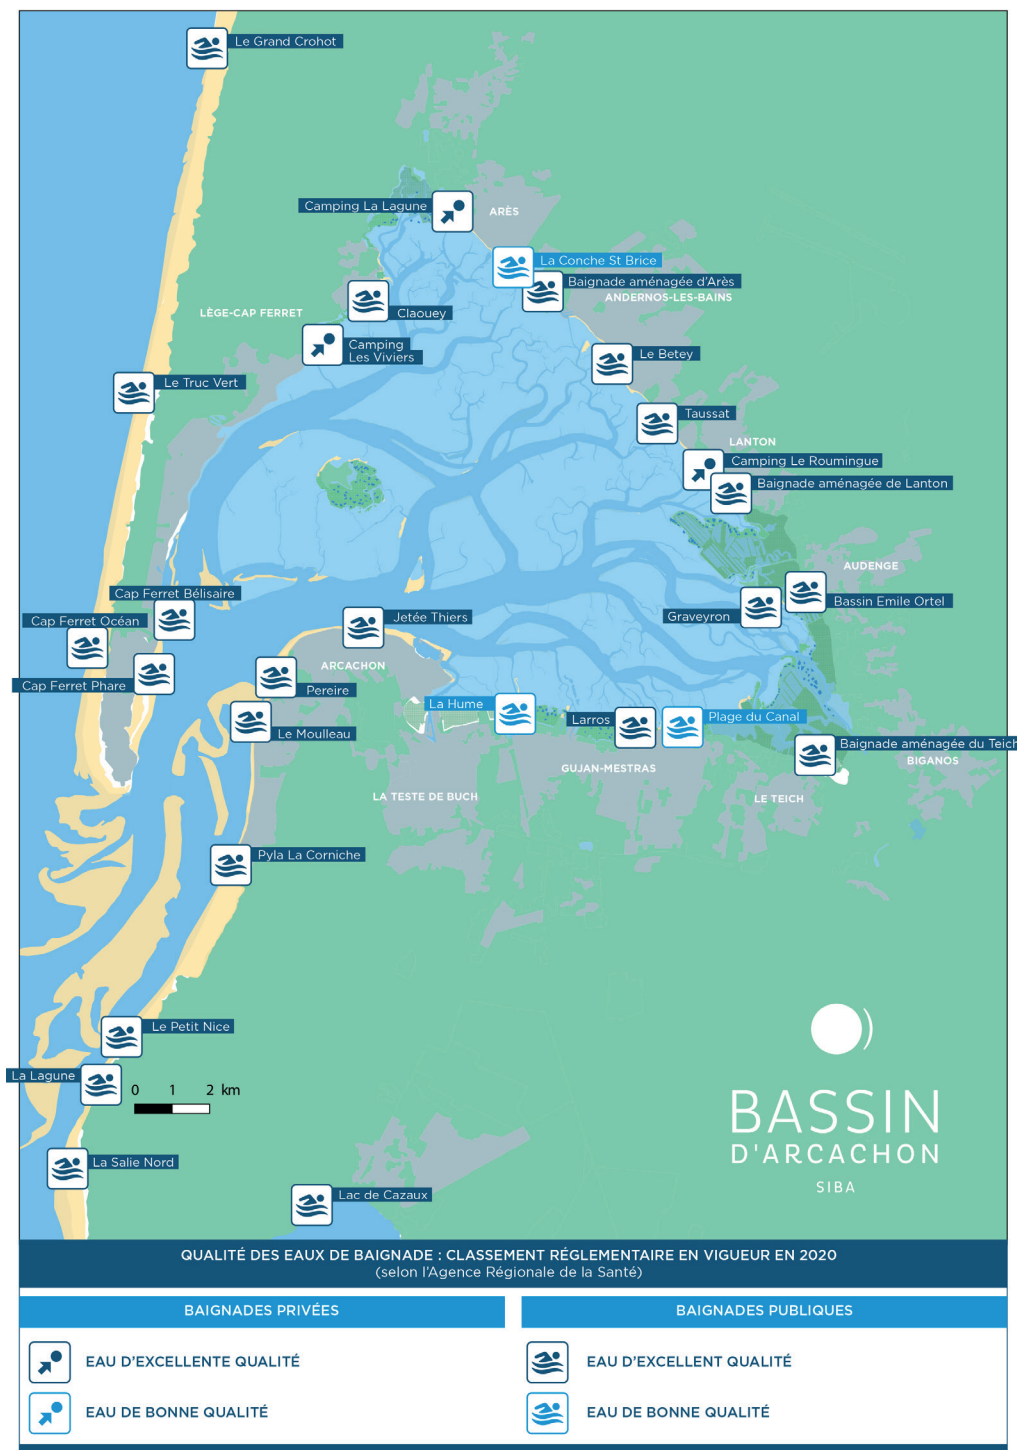 Le Grand Crohot
Camping La Lagune
ARÈS
La Conche St Brice
Baignade aménagée d'Arès
ANDERNOS-LES-BAINS
LÈGE-CAP FERRET
Claouey
Camping
Les Viviers
Le Betey
Le Truc Vert
Taussat
LANTON
Camping Le Roumingue
Baignade aménagée de Lanton
AUDENGE
Cap Ferret Bélisaire
Bassin Emile Ortel
Cap Ferret Océan
Jetée Thiers
Graveyron
ARCACHON
Cap Ferret Phare
Pereire
La Hume
Larros
Plage du Canal
Le Moulleau
Baignade aménagée du Teich
BIGANOS
GUJAN-MESTRAS
LA TESTE DE BUCH
LE TEICH
Pyla La Corniche
Le Petit Nice
La Lagune
0 1 2 km
BASSIN
D'ARCACHON
SIBA
La Salie Nord
Lac de Cazaux
QUALITÉ DES EAUX DE BAIGNADE : CLASSEMENT RÉGLEMENTAIRE EN VIGUEUR EN 2020
(selon l'Agence Régionale de la Santé)
BAIGNADES PRIVÉES
BAIGNADES PUBLIQUES
EAU D'EXCELLENTE QUALITÉ
EAU D'EXCELLENT QUALITÉ
EAU DE BONNE QUALITÉ
EAU DE BONNE QUALITÉ